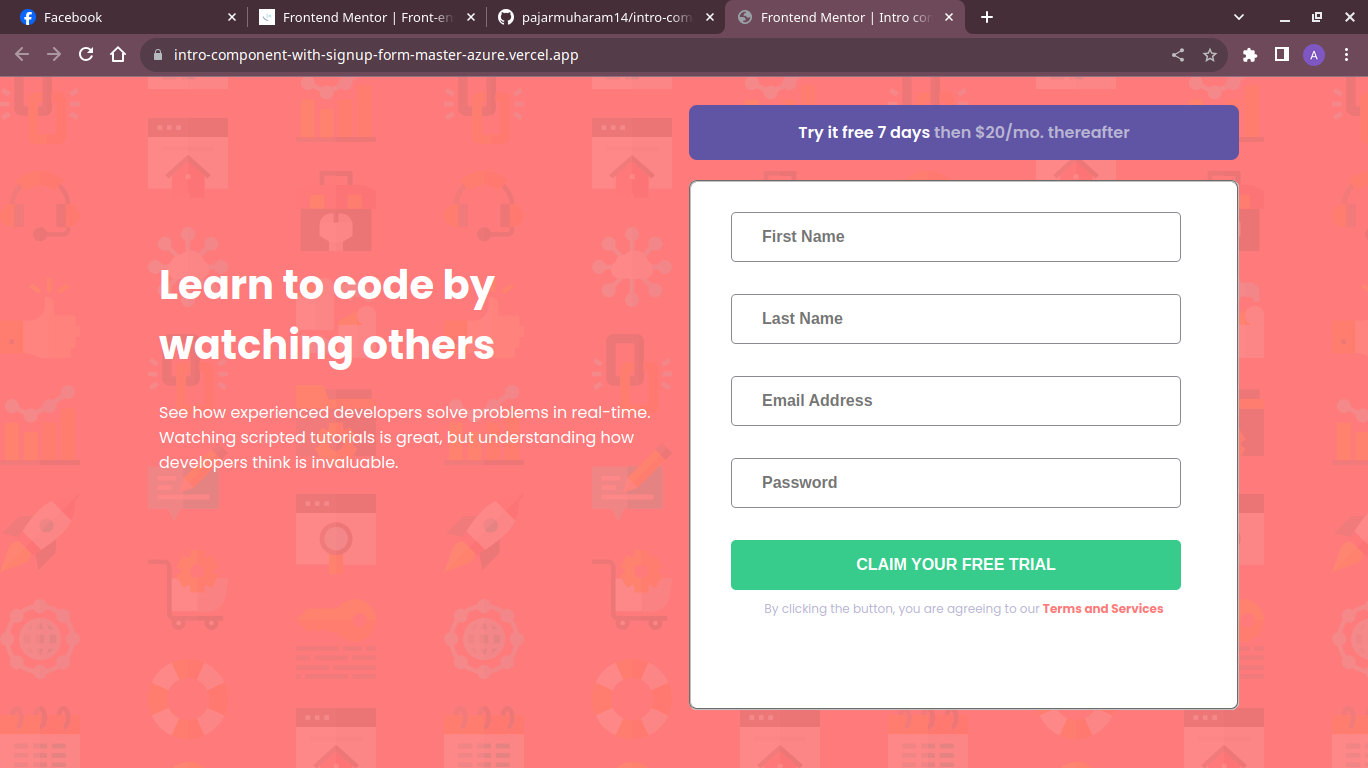 Facebook
Frontend Mentor | Front-en
pajarmuharam14/intro-com
Frontend Mentor | Intro con
intro-component-with-signup-form-master-azure.vercel.app
A
Learn to code by
watching others
See how experienced developers solve problems in real-time.
Watching scripted tutorials is great, but understanding how
developers think is invaluable.
Try it free 7 days then $20/mo. thereafter
First Name
Last Name
Email Address
Password
CLAIM YOUR FREE TRIAL
By clicking the button, you are agreeing to our Terms and Services